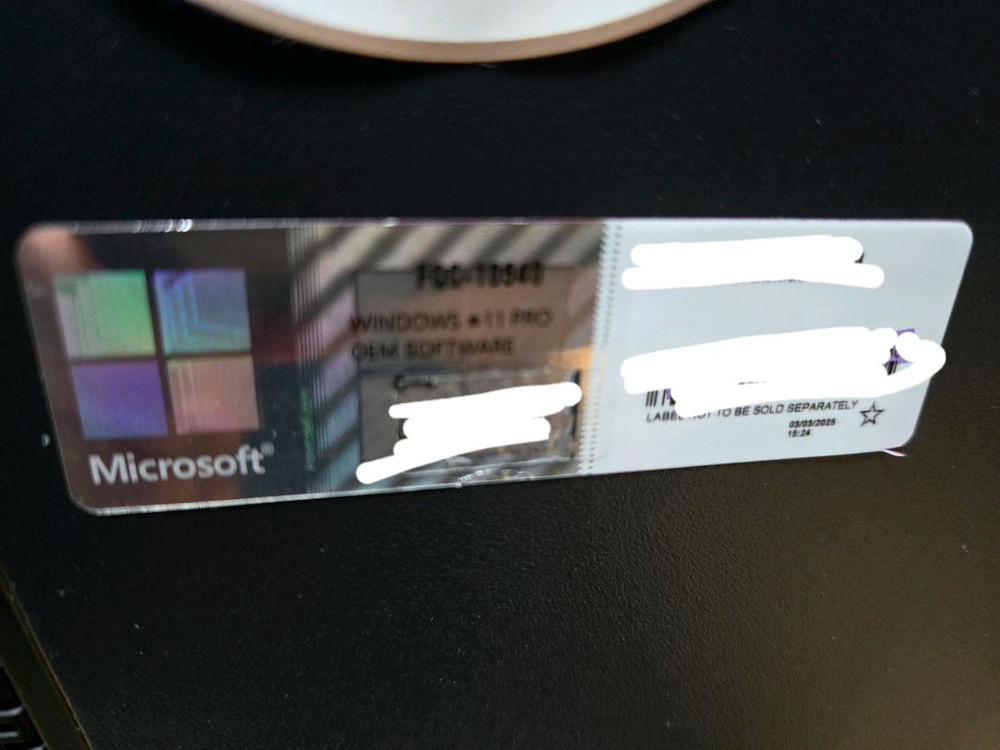 Microsoft®
WINDOWS 11 PRO
OEM SOFTWARE
LABEL NOT TO BE SOLD SEPARATELY
03/03/2025
15:24